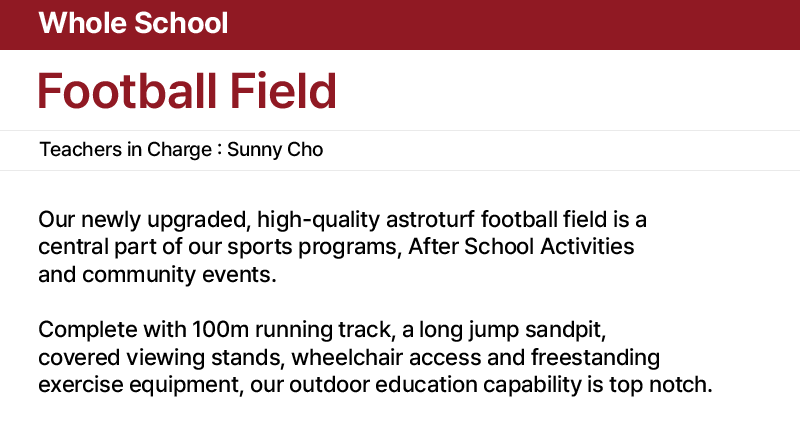 Whole School
Football Field
Teachers in Charge : Sunny Cho
Our newly upgraded, high-quality astroturf football field is a
central part of our sports programs, After School Activities
and community events.
Complete with 100m running track, a long jump sandpit,
covered viewing stands, wheelchair access and freestanding
exercise equipment, our outdoor education capability is top notch.